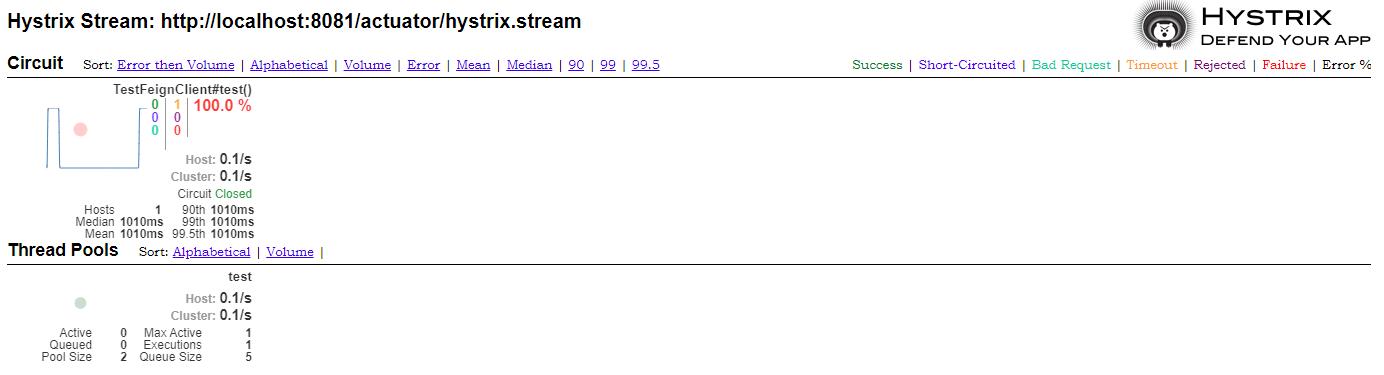 Hystrix Stream: http://localhost:8081/actuator/hystrix.stream
HYSTRIX
DEFEND YOUR APP
Circuit Sort: Error then Volume | Alphabetical | Volume | Error | Mean | Median | 90 | 99 | 99.5
Success | Short-Circuited | Bad Request | Timeout | Rejected | Failure | Error %
TestFeignClient#test()
0 1 100.0 %
0 0
0 0
Host: 0.1/s
Cluster: 0.1/s
Circuit Closed
Hosts 1 90th 1010ms
Median 1010ms 99th 1010ms
Mean 1010ms 99.5th 1010ms
Thread Pools Sort: Alphabetical | Volume |
test
Host: 0.1/s
Cluster: 0.1/s
Active 0 Max Active 1
Queued 0 Executions 1
Pool Size 2 Queue Size 5